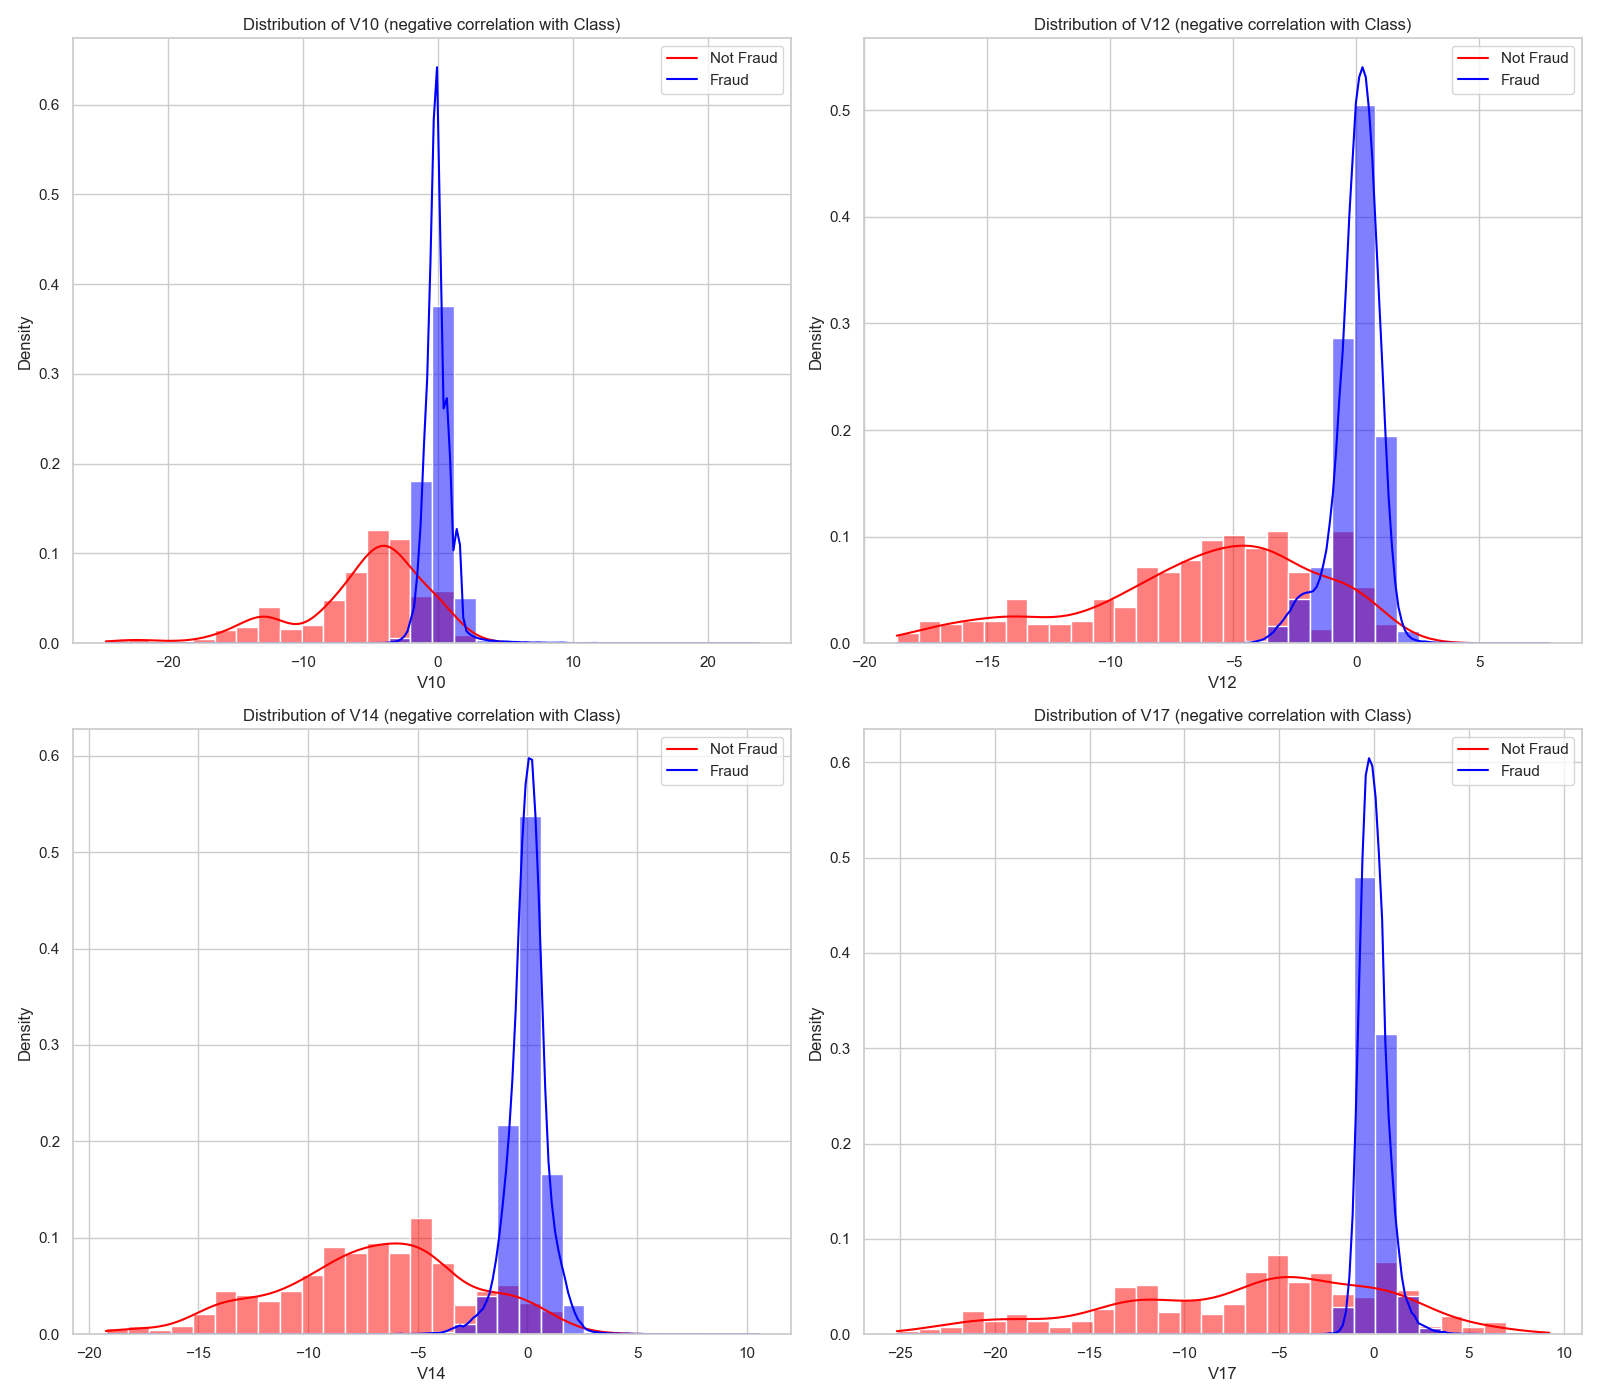 Distribution of V10 (negative correlation with Class)
Not Fraud
Fraud
0.6
0.5
0.4
0.3
0.2
0.1
0.0
Density
−20 −10 0 10 20
V10
Distribution of V12 (negative correlation with Class)
Not Fraud
Fraud
0.5
0.4
0.3
0.2
0.1
0.0
Density
−20 −15 −10 −5 0 5
V12
Distribution of V14 (negative correlation with Class)
Not Fraud
Fraud
0.6
0.5
0.4
0.3
0.2
0.1
0.0
Density
−20 −15 −10 −5 0 5 10
V14
Distribution of V17 (negative correlation with Class)
Not Fraud
Fraud
0.6
0.5
0.4
0.3
0.2
0.1
0.0
Density
−25 −20 −15 −10 −5 0 5 10
V17